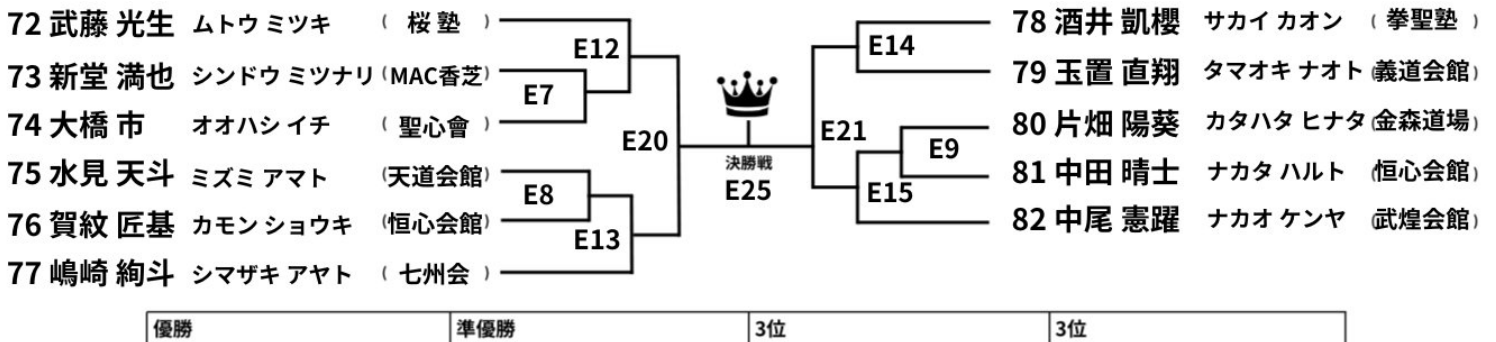 72 武藤 光生 ムトウ ミツキ ( 桜 塾 )
73 新堂 満也 シンドウ ミツナリ (MAC香芝)
74 大橋 市 オオハシ イチ ( 聖心會 )
75 水見 天斗 ミズミ アマト (天道会館)
76 賀紋 匠基 カモン ショウキ (恒心会館)
77 嶋崎 絢斗 シマザキ アヤト ( 七州会 )
E12
E7
E8
E13
E20
決勝戦
E25
E14
E21
E9
E15
78 酒井 凱櫻 サカイ カオン ( 拳聖塾 )
79 玉置 直翔 タマオキ ナオト (義道会館)
80 片畑 陽葵 カタハタ ヒナタ (金森道場)
81 中田 晴士 ナカタ ハルト (恒心会館)
82 中尾 憲躍 ナカオ ケンヤ (武煌会館)
優勝 準優勝 3位 3位